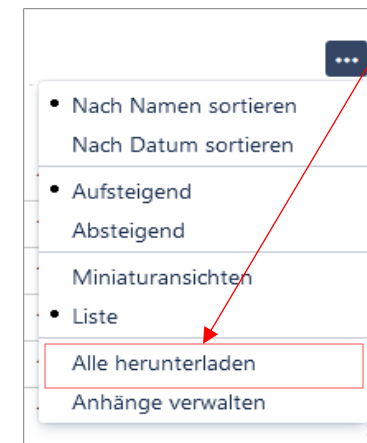 Nach Namen sortieren
Nach Datum sortieren
Aufsteigend
Absteigend
Miniaturansichten
Liste
Alle herunterladen
Anhänge verwalten